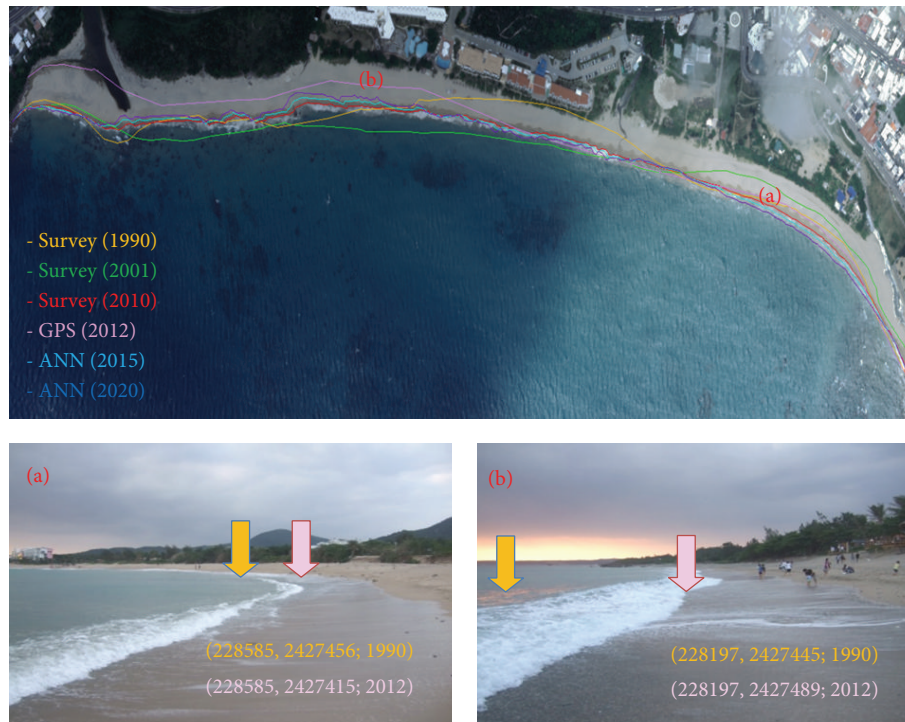 (b)
(a)
- Survey (1990)
- Survey (2001)
- Survey (2010)
- GPS (2012)
- ANN (2015)
- ANN (2020)
(a)
(228585, 2427456; 1990)
(228585, 2427415; 2012)
(b)
(228197, 2427445; 1990)
(228197, 2427489; 2012)